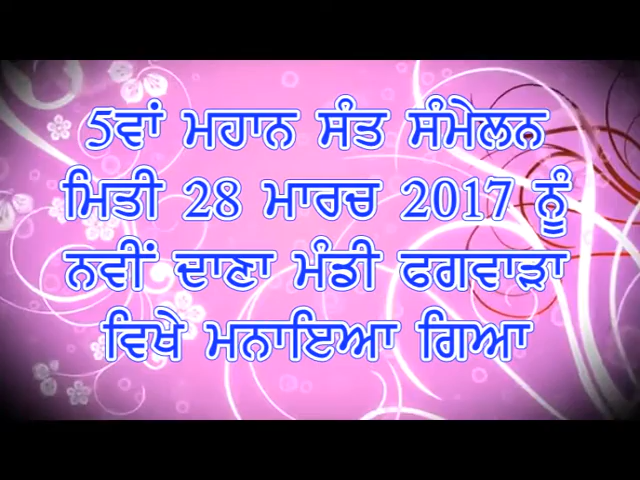 5ਵਾਂ ਮਹਾਨ ਸੰਤ ਸੰਮੇਲਨ
ਮਿਤੀ 28 ਮਾਰਚ 2017 ਨੂੰ
ਨਵੀਂ ਦਾਣਾ ਮੰਡੀ ਫਗਵਾੜਾ
ਵਿਖੇ ਮਨਾਇਆ ਗਿਆ